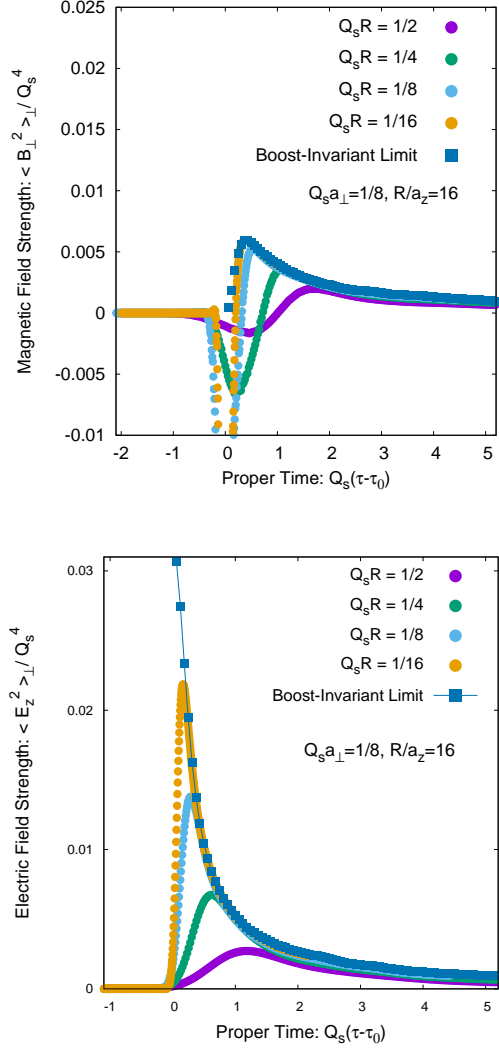 0.025
0.02
0.015
0.01
0.005
0
-0.005
-0.01
-2
-1
0
1
2
3
4
5
Magnetic Field Strength: < B⊥² >⊥/ Qs⁴
Proper Time: Qs(τ-τ0)
QsR = 1/2
QsR = 1/4
QsR = 1/8
QsR = 1/16
Boost-Invariant Limit
Qsa⊥=1/8, R/az=16
0.03
0.02
0.01
0
-1
0
1
2
3
4
5
Electric Field Strength: < Ez² >⊥/ Qs⁴
Proper Time: Qs(τ-τ0)
QsR = 1/2
QsR = 1/4
QsR = 1/8
QsR = 1/16
Boost-Invariant Limit
Qsa⊥=1/8, R/az=16